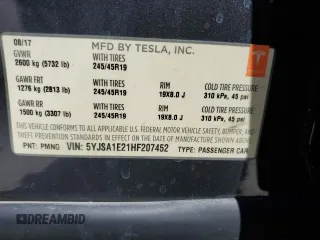 08/17 MFD BY TESLA, INC.
GVWR
2600 kg (5732 lb) WITH TIRES 245/45R19
GAWR FRT WITH TIRES RIM COLD TIRE PRESSURE
1276 kg (2813 lb) 245/45R19 19X8.0 J 310 kPa, 45 psi
GAWR RR WITH TIRES RIM COLD TIRE PRESSURE
1500 kg (3307 lb) 245/45R19 19X8.0 J 310 kPa, 45 psi
THIS VEHICLE CONFORMS TO ALL APPLICABLE
FEDERAL MOTOR VEHICLE SAFETY, BUMPER, AND
THEFT PREVENTION STANDARDS IN EFFECT ON THE
DATE OF MANUFACTURE SHOWN ABOVE.
PNT: PMNG VIN: 5YJSA1E21HF207452 TYPE: PASSENGER CAR
TESLA
DREAMBID